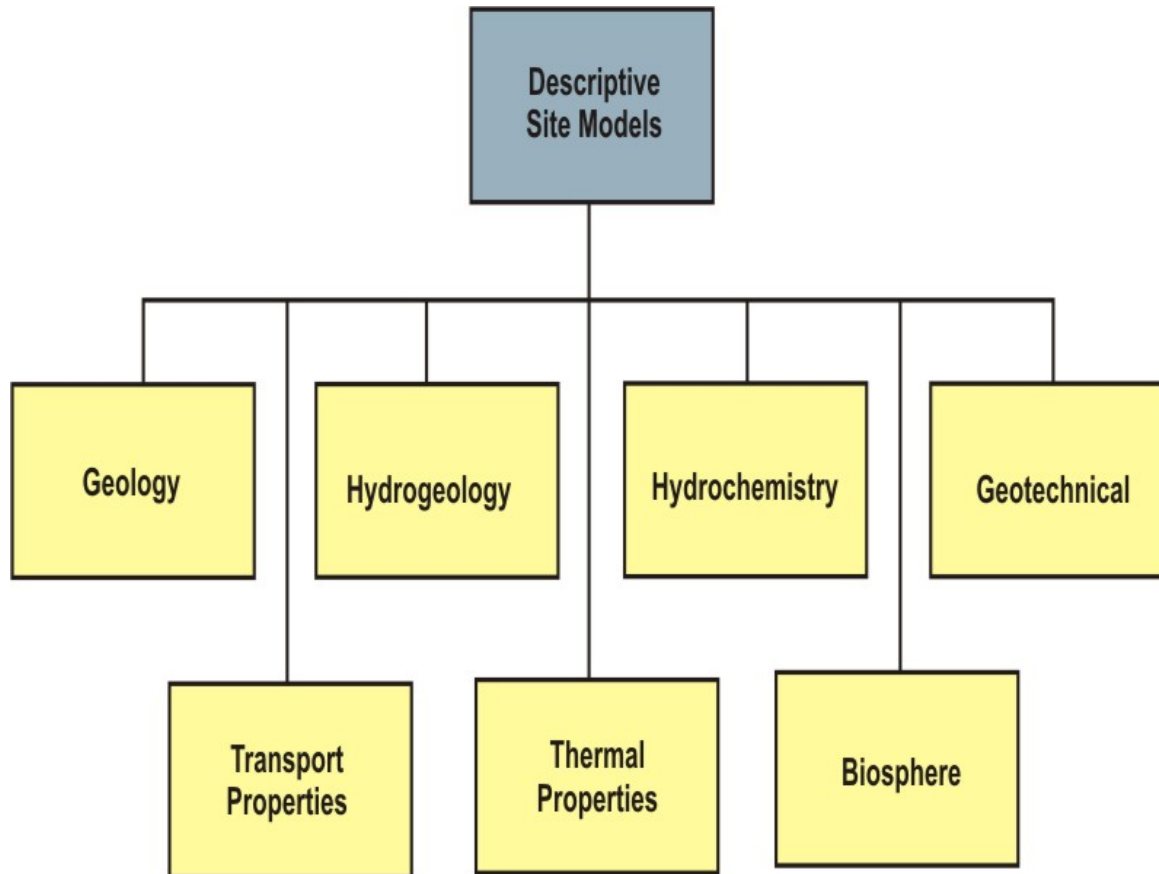 Descriptive
Site Models
Geology
Hydrogeology
Hydrochemistry
Geotechnical
Transport
Properties
Thermal
Properties
Biosphere